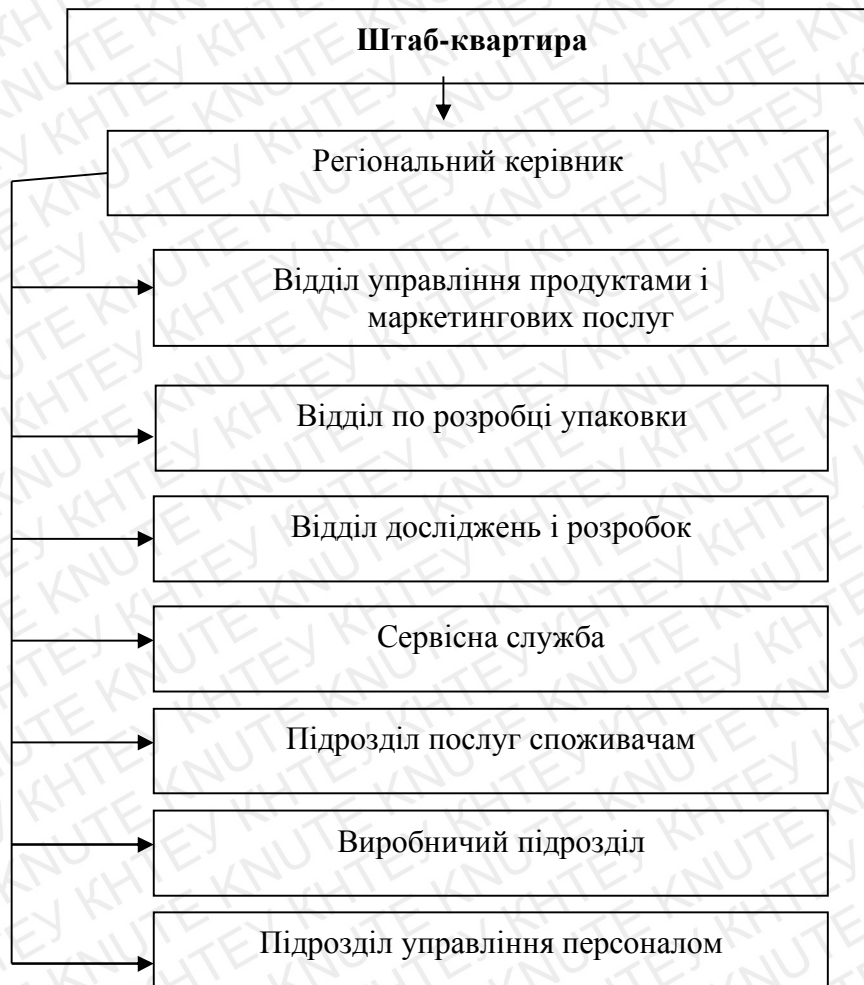 Штаб-квартира
Регіональний керівник
Відділ управління продуктами і
маркетингових послуг
Відділ по розробці упаковки
Відділ досліджень і розробок
Сервісна служба
Підрозділ послуг споживачам
Виробничий підрозділ
Підрозділ управління персоналом